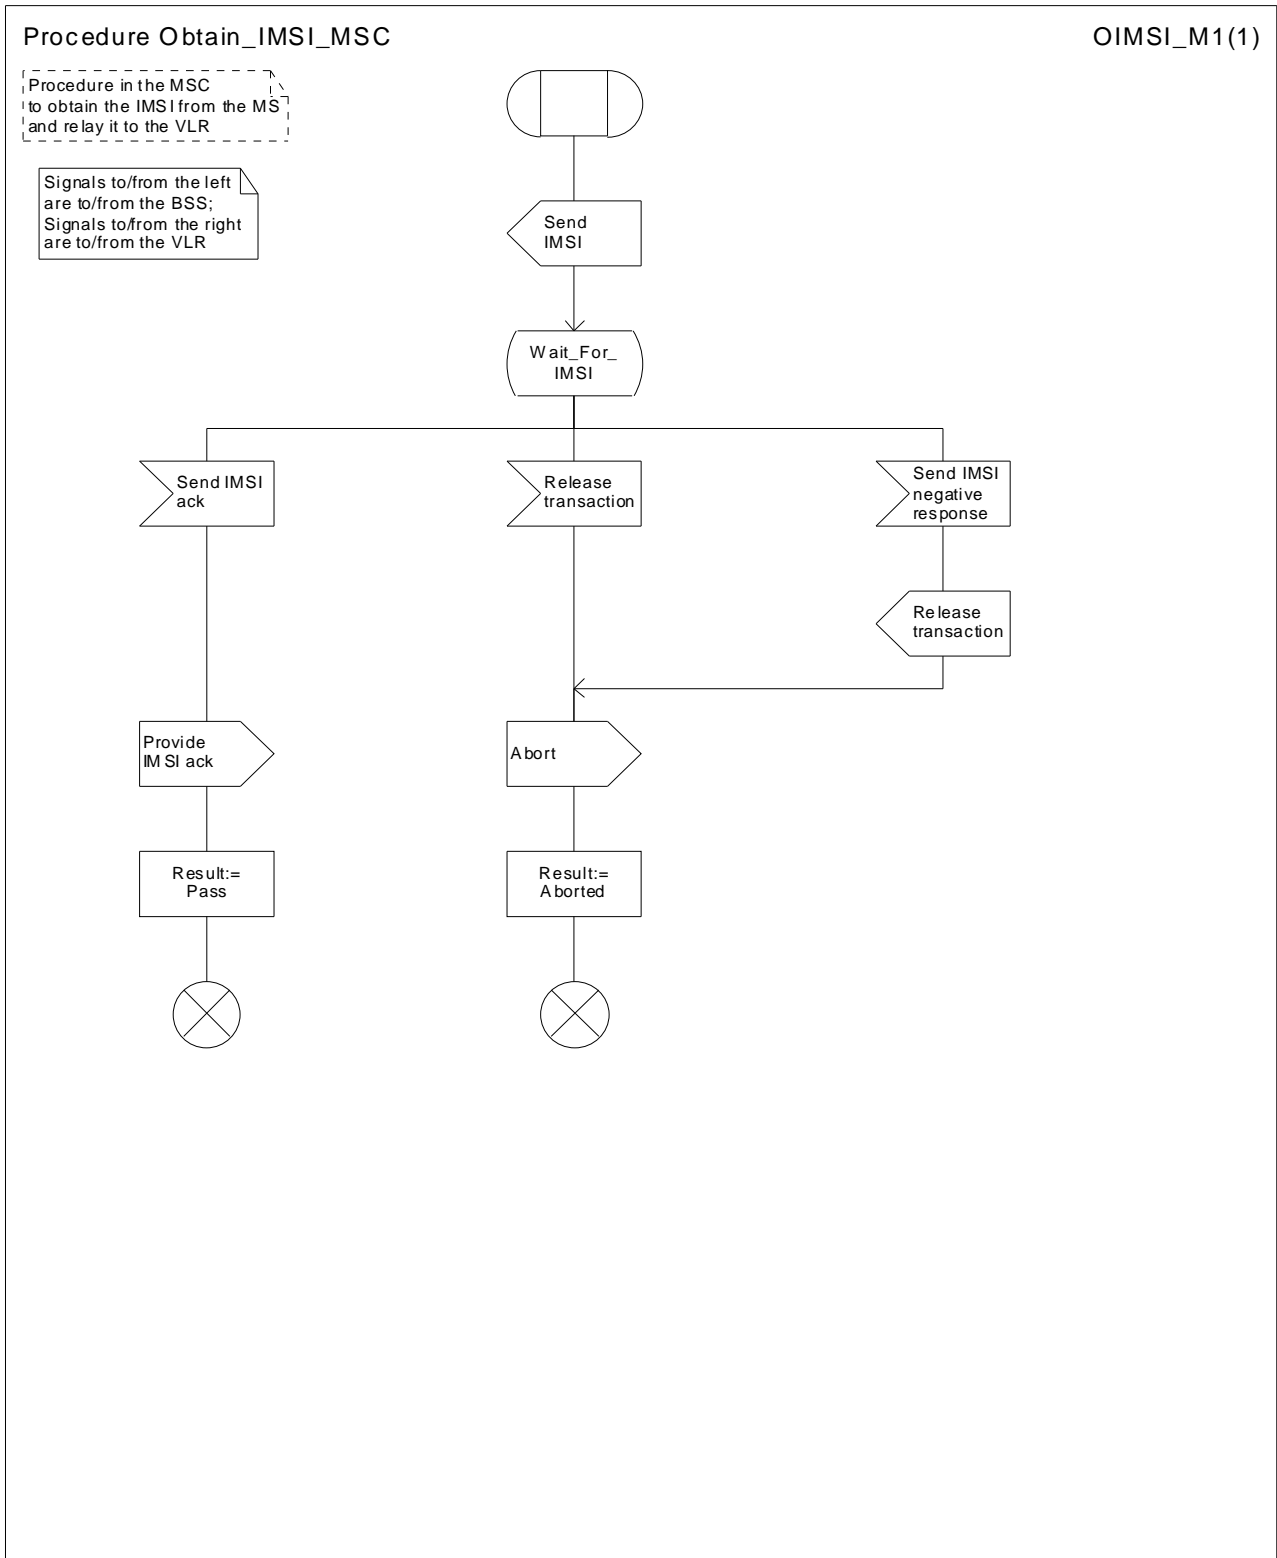 Procedure Obtain_IMSI_MSC
OIMSI_M1(1)
Procedure in the MSC
to obtain the IMSI from the MS
and relay it to the VLR
Signals to/from the left
are to/from the BSS;
Signals to/from the right
are to/from the VLR
Send
IMSI
Wait_For_
IMSI
Send IMSI
ack
Release
transaction
Send IMSI
negative
response
Release
transaction
Provide
IMSI ack
Abort
Result:=
Pass
Result:=
Aborted